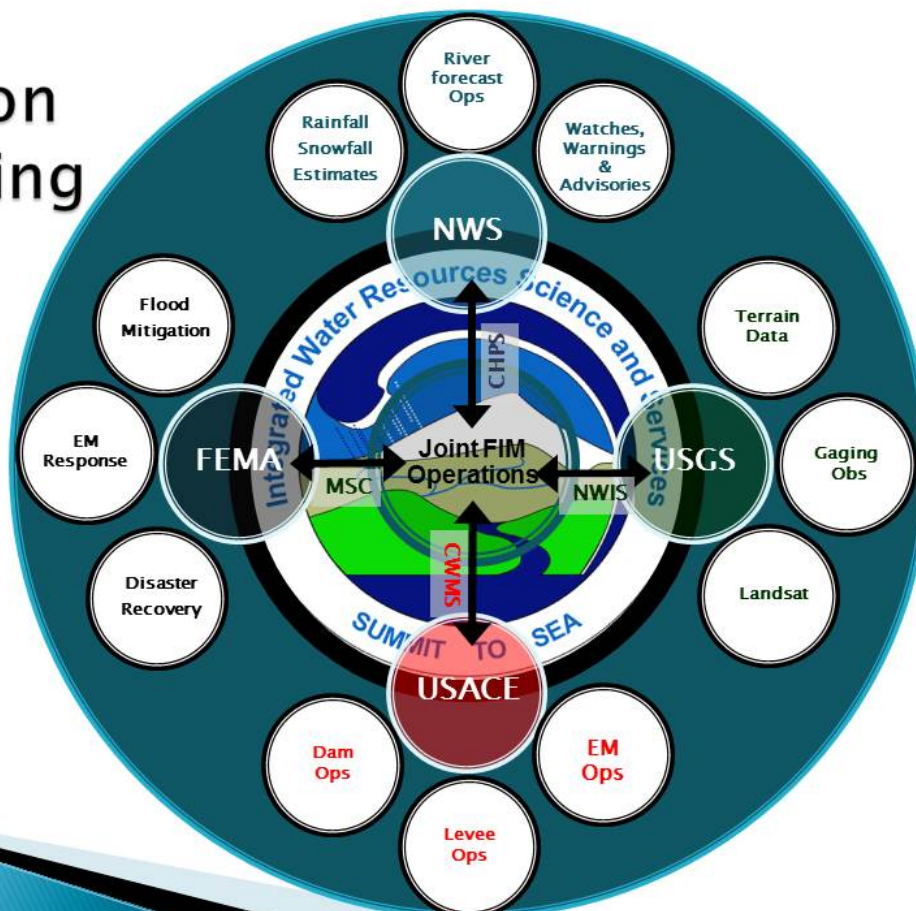 on
ing
River
forecast
Ops
Rainfall
Snowfall
Estimates
Watches,
Warnings
&
Advisories
NWS
Flood
Mitigation
Terrain
Data
Integrated Water Resources Science and Services
CHPS
EM
Response
FEMA
Joint FIM
Operations
MSC
NWIS
USGS
Gaging
Obs
CWMS
Disaster
Recovery
Landsat
SUMMIT TO SEA
USACE
Dam
Ops
EM
Ops
Levee
Ops